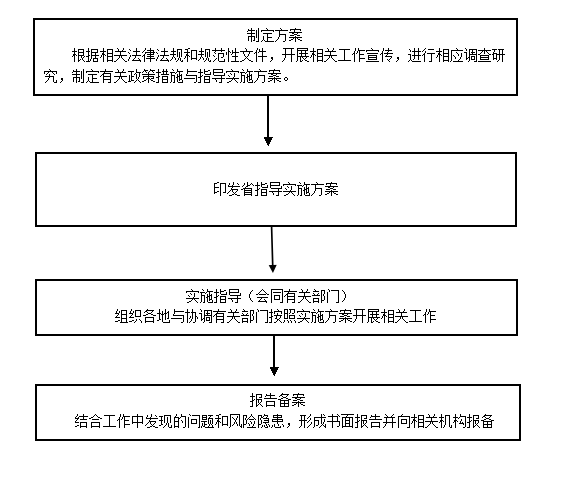 制定方案
根据相关法律法规和规范性文件，开展相关工作宣传，进行相应调查研
究，制定有关政策措施与指导实施方案。
印发省指导实施方案
实施指导（会同有关部门）
组织各地与协调有关部门按照实施方案开展相关工作
报告备案
结合工作中发现的问题和风险隐患，形成书面报告并向相关机构报备